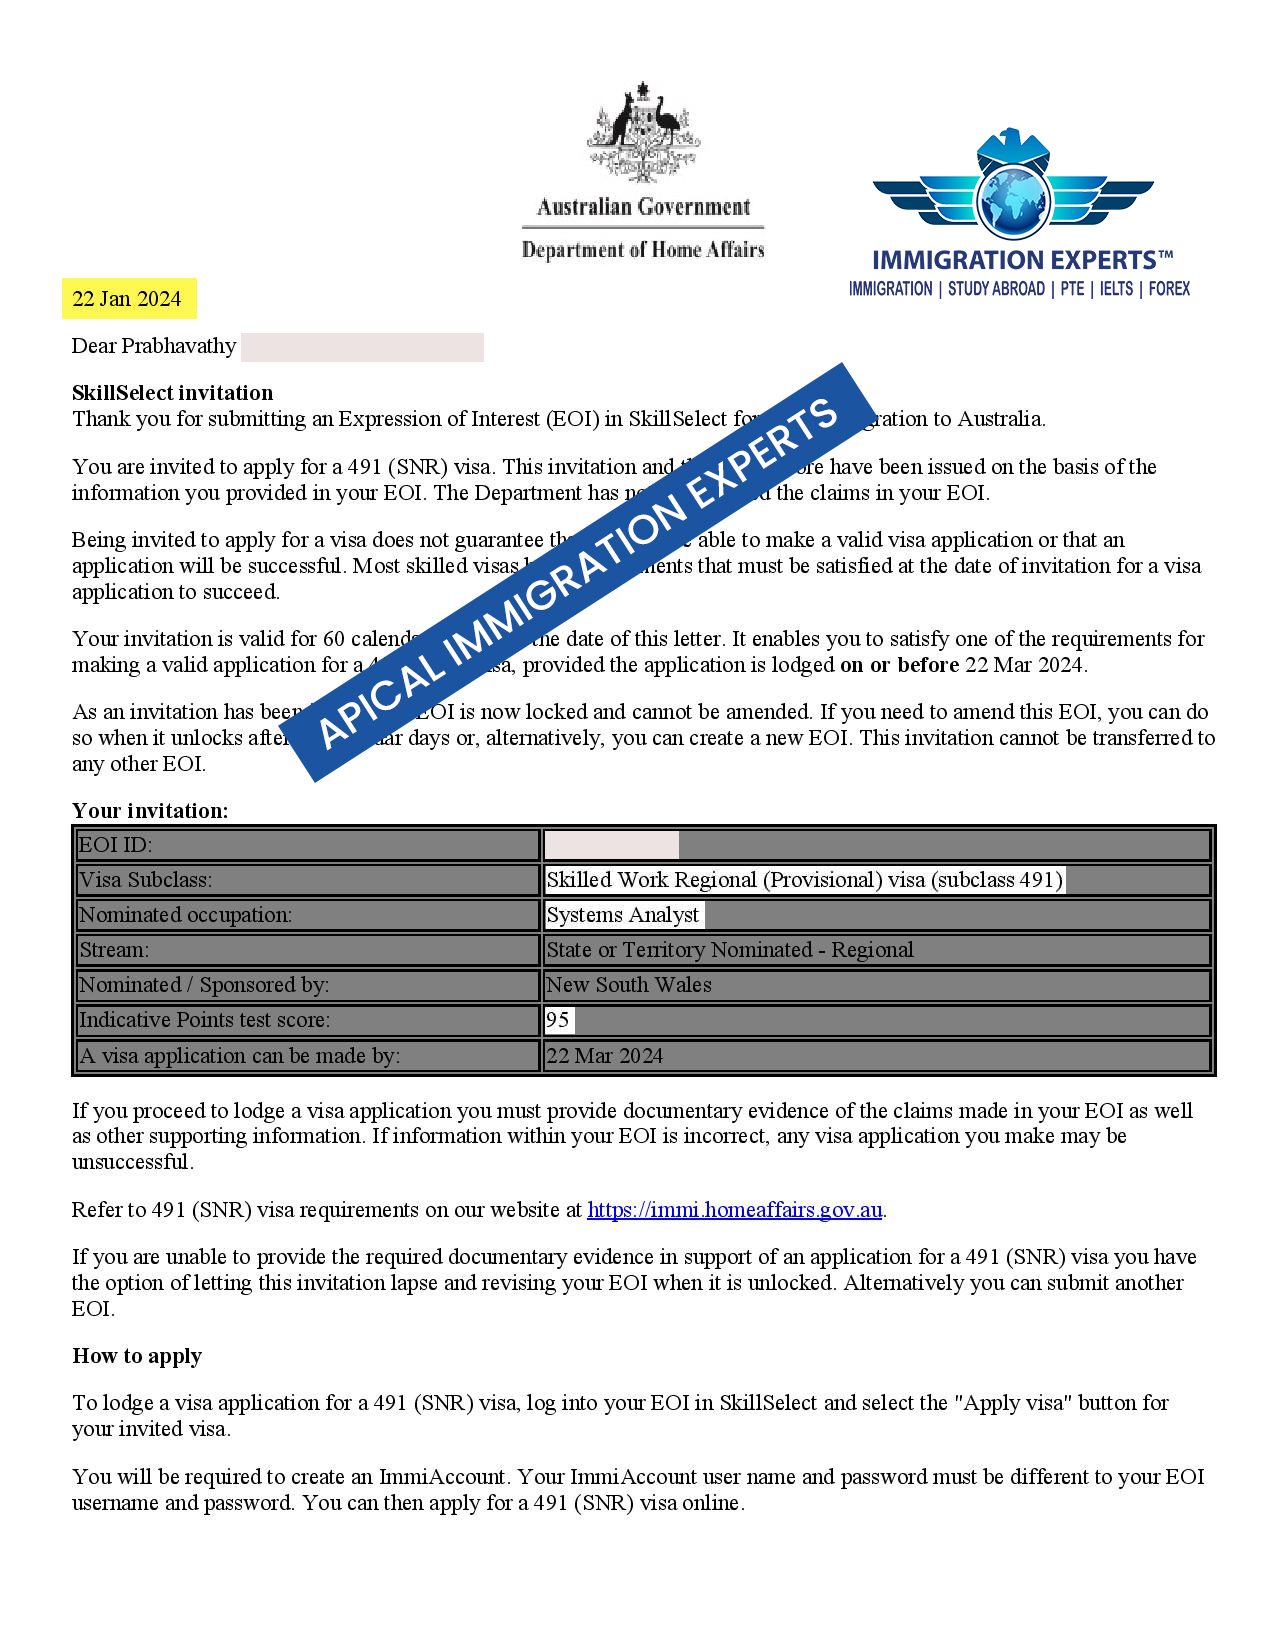 Australian Government
Department of Home Affairs
IMMIGRATION EXPERTS™
IMMIGRATION | STUDY ABROAD | PTE | IELTS | FOREX
22 Jan 2024
Dear Prabhavathy
SkillSelect invitation
Thank you for submitting an Expression of Interest (EOI) in SkillSelect to Australia.
You are invited to apply for a 491 (SNR) visa. This invitation and have been issued on the basis of the
information you provided in your EOI. The Department has the claims in your EOI.
Being invited to apply for a visa does not guarantee able to make a valid visa application or that an
application will be successful. Most skilled visas that must be satisfied at the date of invitation for a visa
application to succeed.
Your invitation is valid for 60 the date of this letter. It enables you to satisfy one of the requirements for
making a valid application for a provided the application is lodged on or before 22 Mar 2024.
As an invitation has been EOI is now locked and cannot be amended. If you need to amend this EOI, you can do
so when it unlocks days or, alternatively, you can create a new EOI. This invitation cannot be transferred to
any other EOI.
APICAL IMMIGRATION EXPERTS
Your invitation:
EOI ID:
Visa Subclass: Skilled Work Regional (Provisional) visa (subclass 491)
Nominated occupation: Systems Analyst
Stream: State or Territory Nominated - Regional
Nominated / Sponsored by: New South Wales
Indicative Points test score: 95
A visa application can be made by: 22 Mar 2024
If you proceed to lodge a visa application you must provide documentary evidence of the claims made in your EOI as well
as other supporting information. If information within your EOI is incorrect, any visa application you make may be
unsuccessful.
Refer to 491 (SNR) visa requirements on our website at https://immi.homeaffairs.gov.au.
If you are unable to provide the required documentary evidence in support of an application for a 491 (SNR) visa you have
the option of letting this invitation lapse and revising your EOI when it is unlocked. Alternatively you can submit another
EOI.
How to apply
To lodge a visa application for a 491 (SNR) visa, log into your EOI in SkillSelect and select the "Apply visa" button for
your invited visa.
You will be required to create an ImmiAccount. Your ImmiAccount user name and password must be different to your EOI
username and password. You can then apply for a 491 (SNR) visa online.